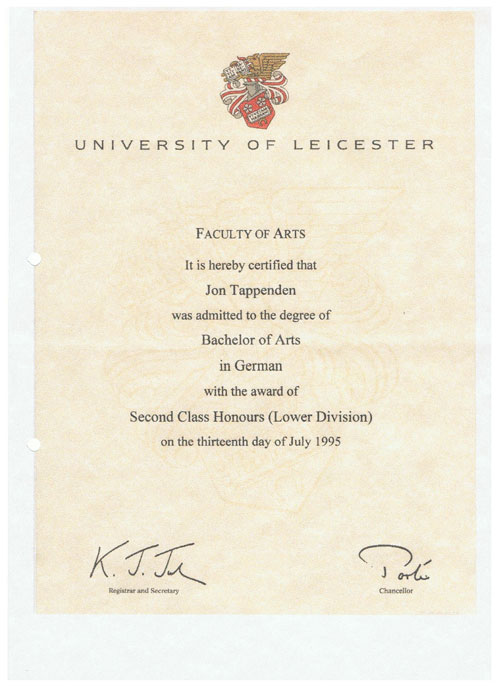 UNIVERSITY OF LEICESTER
FACULTY OF ARTS
It is hereby certified that
Jon Tappenden
was admitted to the degree of
Bachelor of Arts
in German
with the award of
Second Class Honours (Lower Division)
on the thirteenth day of July 1995
Registrar and Secretary
Chancellor